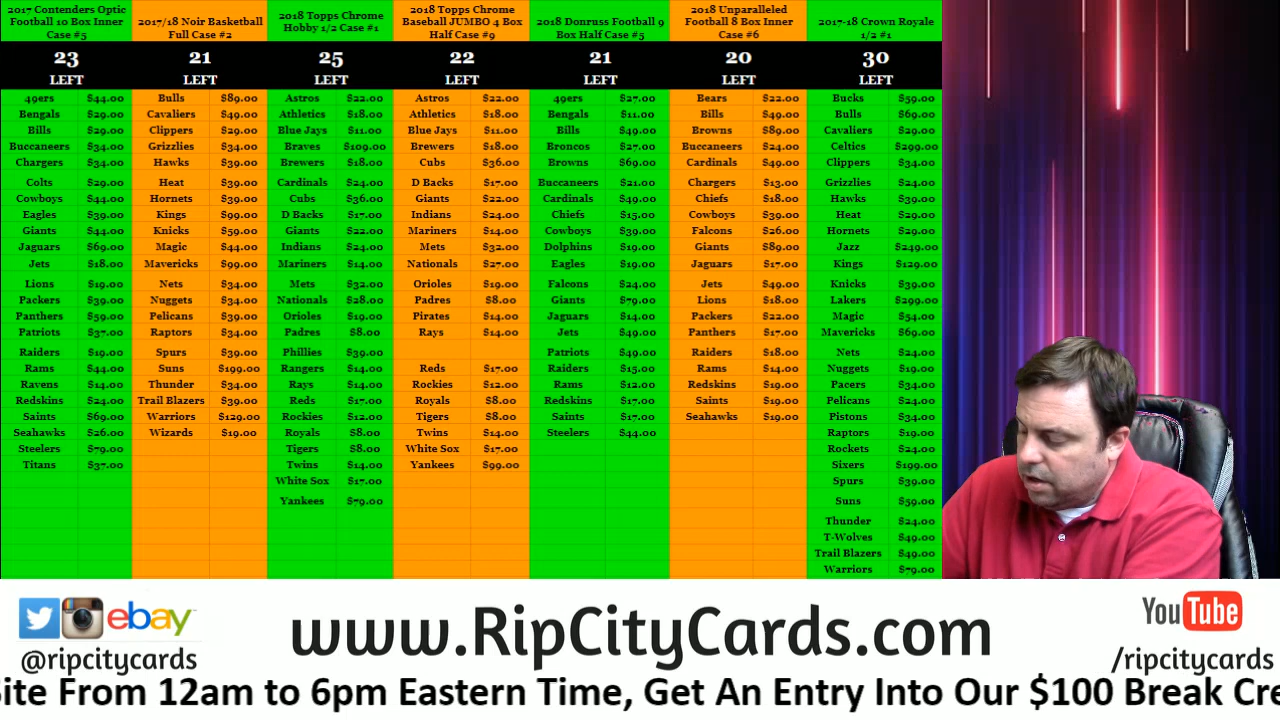 2017 Contenders Optic
Football 10 Box Inner
Case #5
23
LEFT
49ers $44.00
Bengals $29.00
Bills $29.00
Buccaneers $34.00
Chargers $34.00
Colts $29.00
Cowboys $44.00
Eagles $39.00
Giants $44.00
Jaguars $69.00
Jets $18.00
Lions $19.00
Packers $39.00
Panthers $59.00
Patriots $37.00
Raiders $19.00
Rams $44.00
Ravens $14.00
Redskins $24.00
Saints $69.00
Seahawks $26.00
Steelers $79.00
Titans $37.00
2017/18 Noir Basketball
Full Case #2
21
LEFT
Bulls $89.00
Cavaliers $49.00
Clippers $29.00
Grizzlies $34.00
Hawks $39.00
Heat $39.00
Hornets $39.00
Kings $99.00
Knicks $59.00
Magic $44.00
Mavericks $99.00
Nets $34.00
Nuggets $34.00
Pelicans $39.00
Raptors $34.00
Spurs $39.00
Suns $199.00
Thunder $34.00
Trail Blazers $39.00
Warriors $129.00
Wizards $19.00
2018 Topps Chrome
Hobby 1/2 Case #1
25
LEFT
Astros $22.00
Athletics $18.00
Blue Jays $11.00
Braves $109.00
Brewers $18.00
Cardinals $24.00
Cubs $36.00
D Backs $17.00
Giants $22.00
Indians $24.00
Mariners $14.00
Mets $32.00
Nationals $28.00
Orioles $19.00
Padres $8.00
Phillies $39.00
Rangers $14.00
Rays $14.00
Reds $17.00
Rockies $12.00
Royals $8.00
Tigers $8.00
Twins $14.00
White Sox $17.00
Yankees $79.00
2018 Topps Chrome
Baseball JUMBO 4 Box
Half Case #9
22
LEFT
Astros $22.00
Athletics $18.00
Blue Jays $11.00
Brewers $18.00
Cubs $36.00
D Backs $17.00
Giants $22.00
Indians $24.00
Mariners $14.00
Mets $32.00
Nationals $27.00
Orioles $19.00
Padres $8.00
Pirates $14.00
Rays $14.00
Reds $17.00
Rockies $12.00
Royals $8.00
Tigers $8.00
Twins $14.00
White Sox $17.00
Yankees $99.00
2018 Donruss Football 9
Box Half Case #5
21
LEFT
49ers $27.00
Bengals $11.00
Bills $49.00
Broncos $27.00
Browns $69.00
Buccaneers $21.00
Cardinals $49.00
Chiefs $15.00
Cowboys $39.00
Dolphins $19.00
Eagles $19.00
Falcons $24.00
Giants $79.00
Jaguars $14.00
Jets $49.00
Patriots $49.00
Raiders $15.00
Rams $12.00
Redskins $17.00
Saints $17.00
Steelers $44.00
2018 Unparalleled
Football 8 Box Inner
Case #6
20
LEFT
Bears $22.00
Bills $49.00
Browns $89.00
Buccaneers $24.00
Cardinals $49.00
Chargers $13.00
Chiefs $18.00
Cowboys $39.00
Falcons $26.00
Giants $89.00
Jaguars $17.00
Jets $49.00
Lions $18.00
Packers $22.00
Panthers $17.00
Raiders $18.00
Rams $14.00
Redskins $19.00
Saints $19.00
Seahawks $19.00
2017-18 Crown Royale
1/2 #1
30
LEFT
Bucks $59.00
Bulls $69.00
Cavaliers $29.00
Celtics $299.00
Clippers $34.00
Grizzlies $24.00
Hawks $39.00
Heat $29.00
Hornets $29.00
Jazz $249.00
Kings $129.00
Knicks $39.00
Lakers $299.00
Magic $54.00
Mavericks $69.00
Nets $24.00
Nuggets $19.00
Pacers $34.00
Pelicans $24.00
Pistons $34.00
Raptors $19.00
Rockets $24.00
Sixers $199.00
Spurs $39.00
Suns $59.00
Thunder $24.00
T-Wolves $49.00
Trail Blazers $49.00
Warriors $79.00
ebay
@ripcitycards
www.RipCityCards.com
YouTube
/ripcitycards
Site From 12am to 6pm Eastern Time, Get An Entry Into Our $100 Break Cre